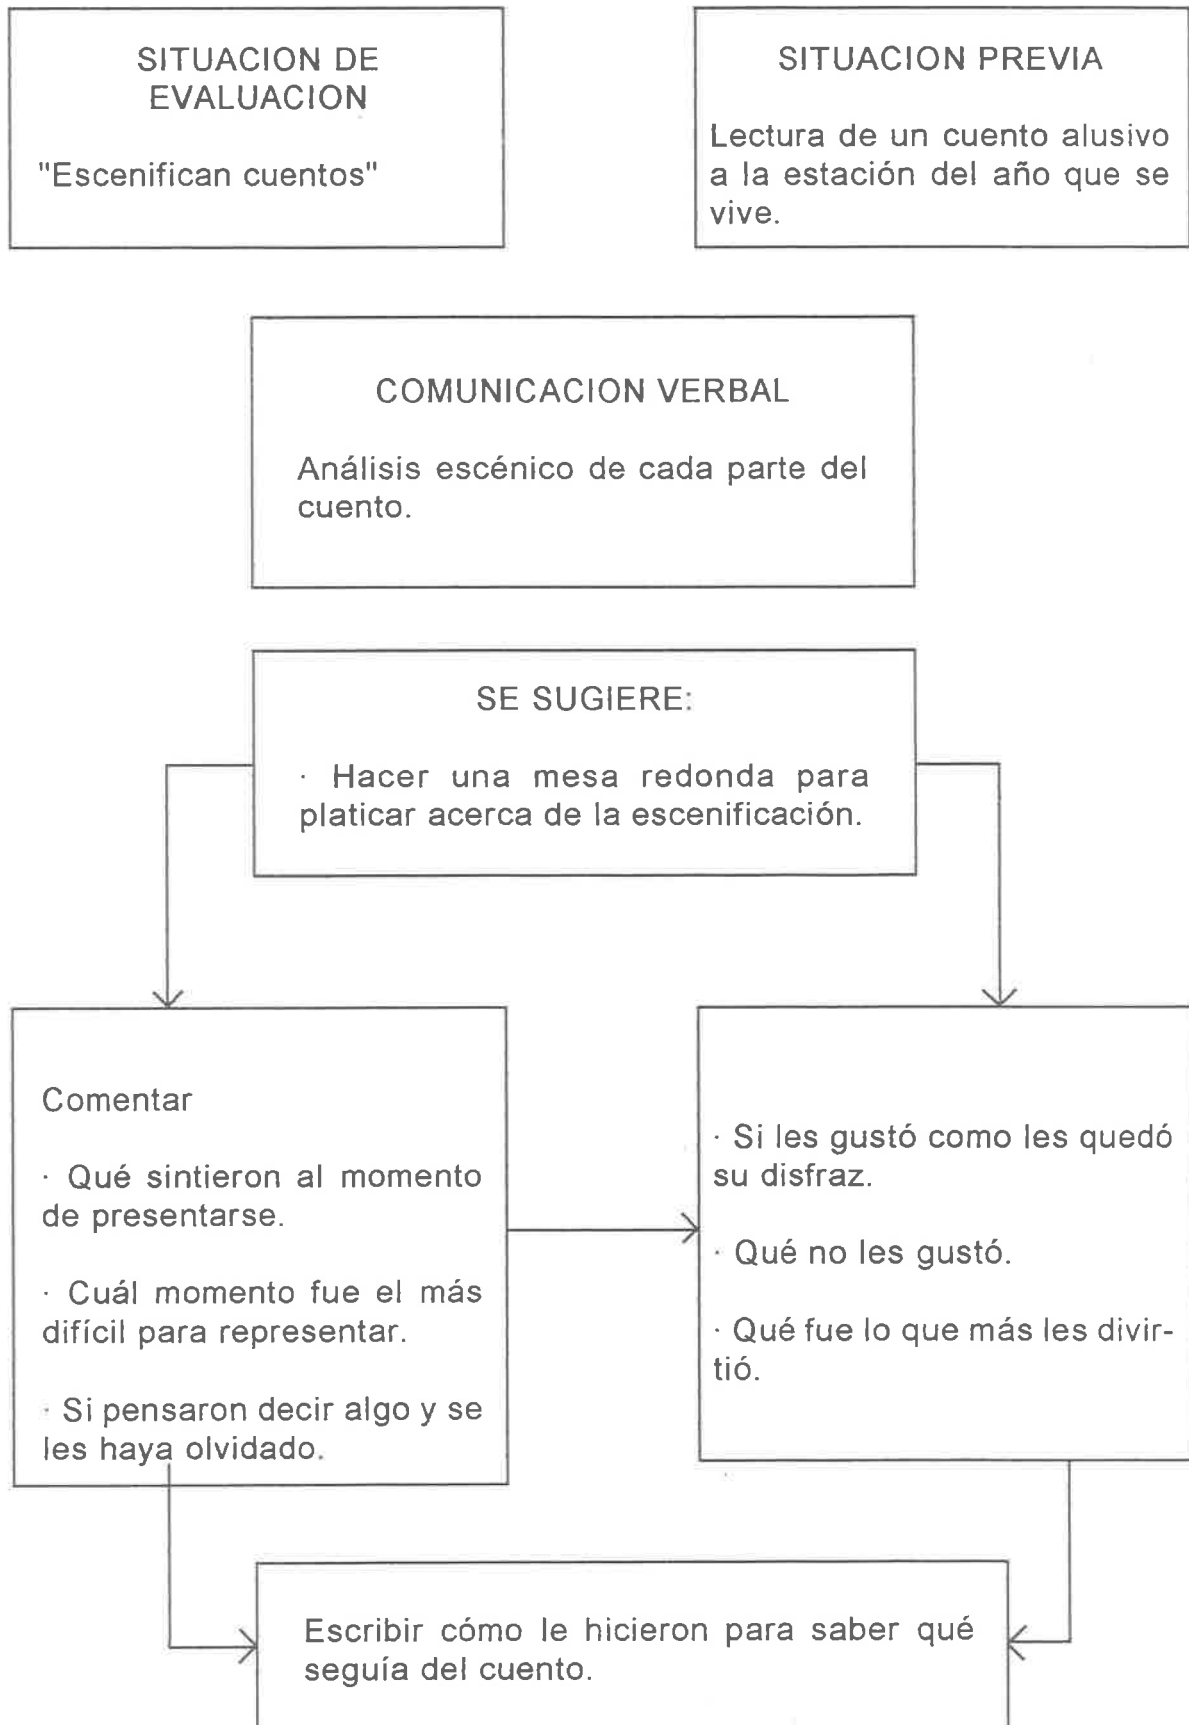 SITUACION DE
EVALUACION
"Escenifican cuentos"
SITUACION PREVIA
Lectura de un cuento alusivo
a la estación del año que se
vive.
COMUNICACION VERBAL
Análisis escénico de cada parte del
cuento.
SE SUGIERE:
· Hacer una mesa redonda para
platicar acerca de la escenificación.
Comentar
· Qué sintieron al momento
de presentarse.
· Cuál momento fue el más
difícil para representar.
· Si pensaron decir algo y se
les haya olvidado.
· Si les gustó como les quedó
su disfraz.
· Qué no les gustó.
· Qué fue lo que más les divir-
tió.
Escribir cómo le hicieron para saber qué
seguía del cuento.